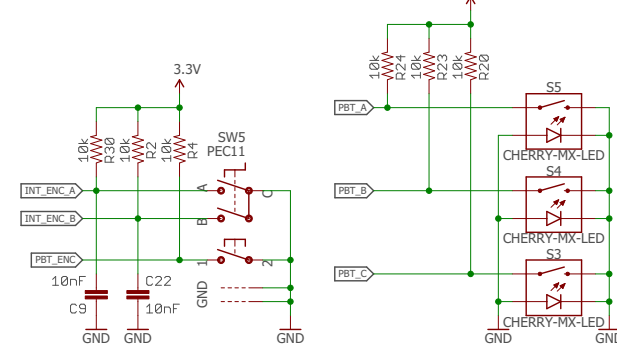 3.3V
10k
R30
10k
R2
10k
R4
SW5
PEC11
INT_ENC_A
A
C
INT_ENC_B
B
PBT_ENC
1
2
10nF
C9
C22
10nF
GND
GND
GND
GND
10k
R24
10k
R23
10k
R20
PBT_A
S5
CHERRY-MX-LED
PBT_B
S4
CHERRY-MX-LED
PBT_C
S3
CHERRY-MX-LED
GND
GND